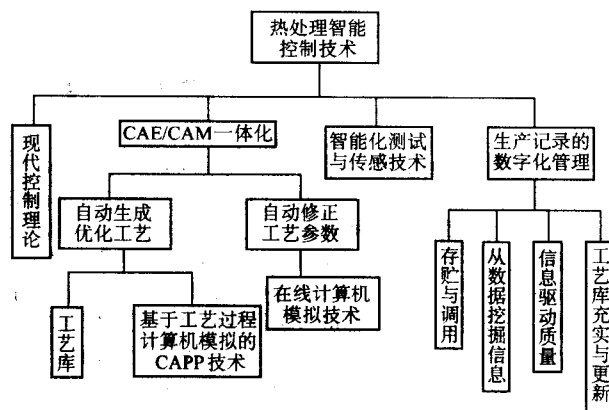 热处理智能
控制技术
现代控制理论
CAE/CAM一体化
智能化测试
与传感技术
生产记录的
数字化管理
自动生成
优化工艺
自动修正
工艺参数
工艺库
基于工艺过程
计算机模拟的
CAPP技术
在线计算机
模拟技术
存贮与调用
从数据挖掘信息
信息驱动质量
工艺库充实与更新